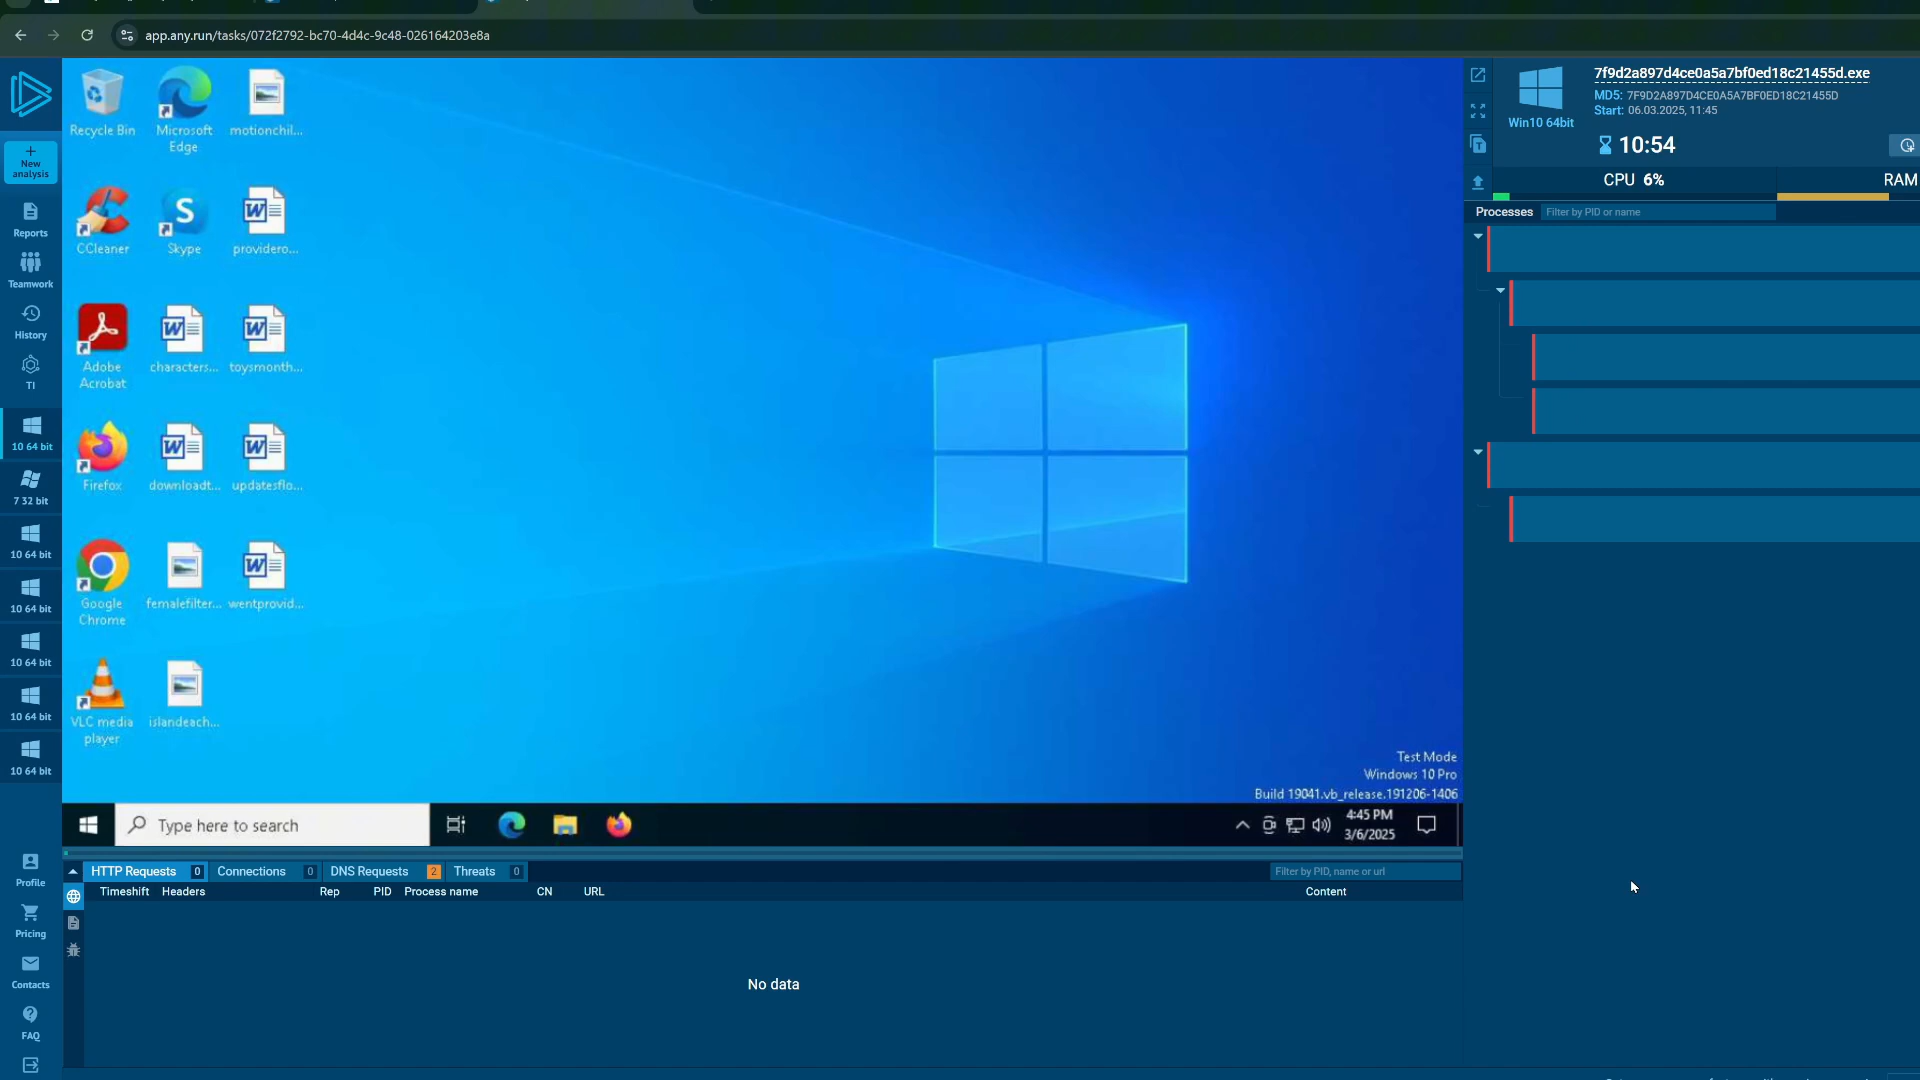 app.any.run/tasks/072f2792-bc70-4d4c-9c48-026164203e8a
New
analysis
Reports
Teamwork
History
TI
10 64 bit
7 32 bit
10 64 bit
10 64 bit
10 64 bit
10 64 bit
10 64 bit
Profile
Pricing
Contacts
FAQ
Recycle Bin
Microsoft
Edge
motionchil...
CCleaner
Skype
providero...
Adobe
Acrobat
characters...
toysmonth...
Firefox
downloadt...
updatesflo...
Google
Chrome
femalefilter...
wentprovid...
VLC media
player
islandeach...
Test Mode
Windows 10 Pro
Build 19041.vb_release.191206-1406
Type here to search
4:45 PM
3/6/2025
HTTP Requests 0
Connections 0
DNS Requests 2
Threats 0
Filter by PID, name or url
Timeshift Headers Rep PID Process name CN URL Content
No data
Win10 64bit
7f9d2a897d4ce0a5a7bf0ed18c21455d.exe
MD5: 7F9D2A897D4CE0A5A7BF0ED18C21455D
Start: 06.03.2025, 11:45
10:54
CPU 6%
RAM
Processes
Filter by PID or name